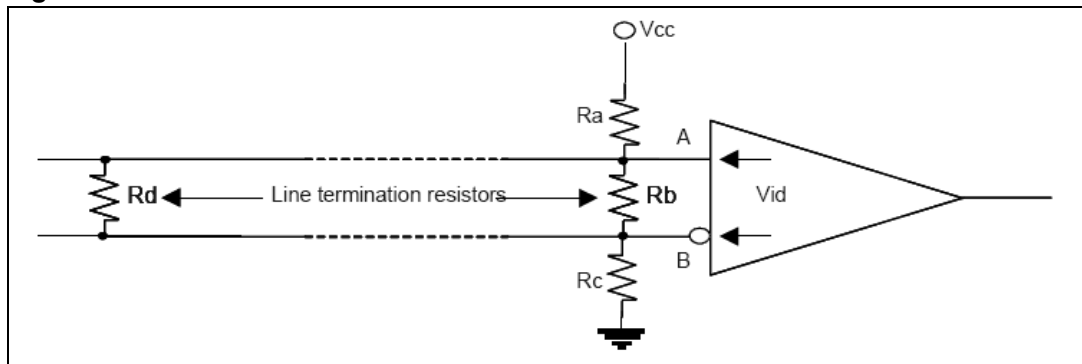 Vcc
Ra
A
Rd
Line termination resistors
Rb
Vid
B
Rc